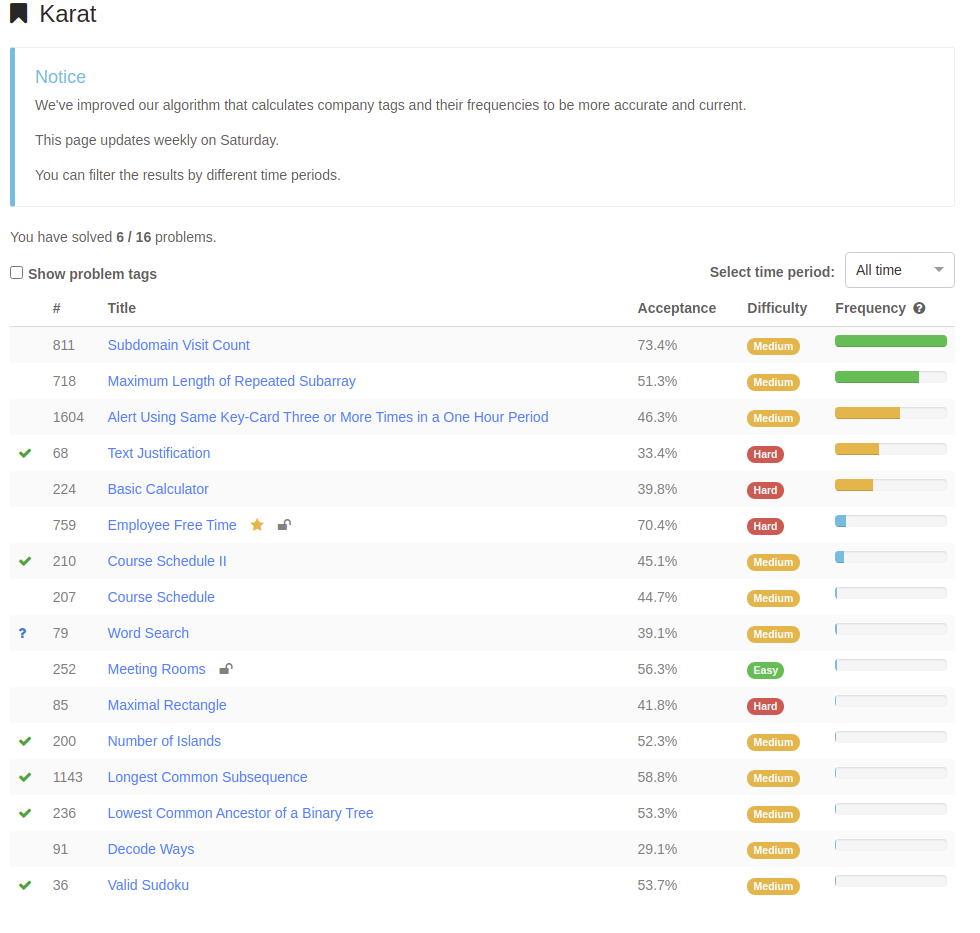 Karat
Notice
We've improved our algorithm that calculates company tags and their frequencies to be more accurate and current.
This page updates weekly on Saturday.
You can filter the results by different time periods.
You have solved 6 / 16 problems.
Show problem tags Select time period: All time
# Title Acceptance Difficulty Frequency ?
811 Subdomain Visit Count 73.4% Medium
718 Maximum Length of Repeated Subarray 51.3% Medium
1604 Alert Using Same Key-Card Three or More Times in a One Hour Period 46.3% Medium
68 Text Justification 33.4% Hard
224 Basic Calculator 39.8% Hard
759 Employee Free Time 70.4% Hard
210 Course Schedule II 45.1% Medium
207 Course Schedule 44.7% Medium
? 79 Word Search 39.1% Medium
252 Meeting Rooms 56.3% Easy
85 Maximal Rectangle 41.8% Hard
200 Number of Islands 52.3% Medium
1143 Longest Common Subsequence 58.8% Medium
236 Lowest Common Ancestor of a Binary Tree 53.3% Medium
91 Decode Ways 29.1% Medium
36 Valid Sudoku 53.7% Medium